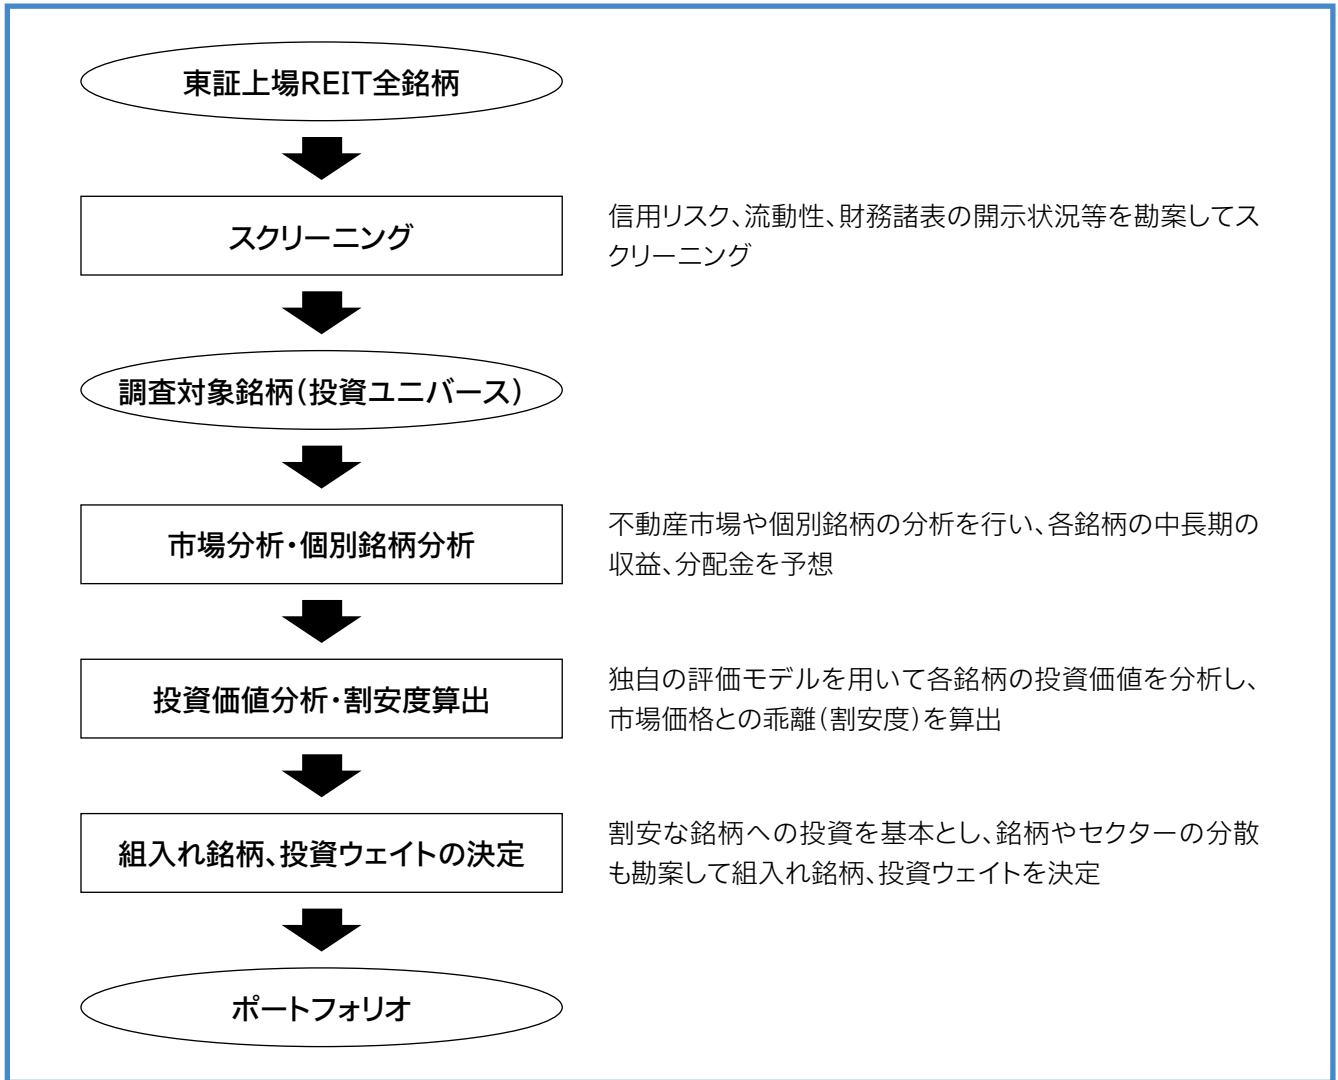 東証上場REIT全銘柄
スクリーニング
信用リスク、流動性、財務諸表の開示状況等を勘案してス
クリーニング
調査対象銘柄(投資ユニバース)
市場分析・個別銘柄分析
不動産市場や個別銘柄の分析を行い、各銘柄の中長期の
収益、分配金を予想
投資価値分析・割安度算出
独自の評価モデルを用いて各銘柄の投資価値を分析し、
市場価格との乖離(割安度)を算出
組入れ銘柄、投資ウェイトの決定
割安な銘柄への投資を基本とし、銘柄やセクターの分散
も勘案して組入れ銘柄、投資ウェイトを決定
ポートフォリオ